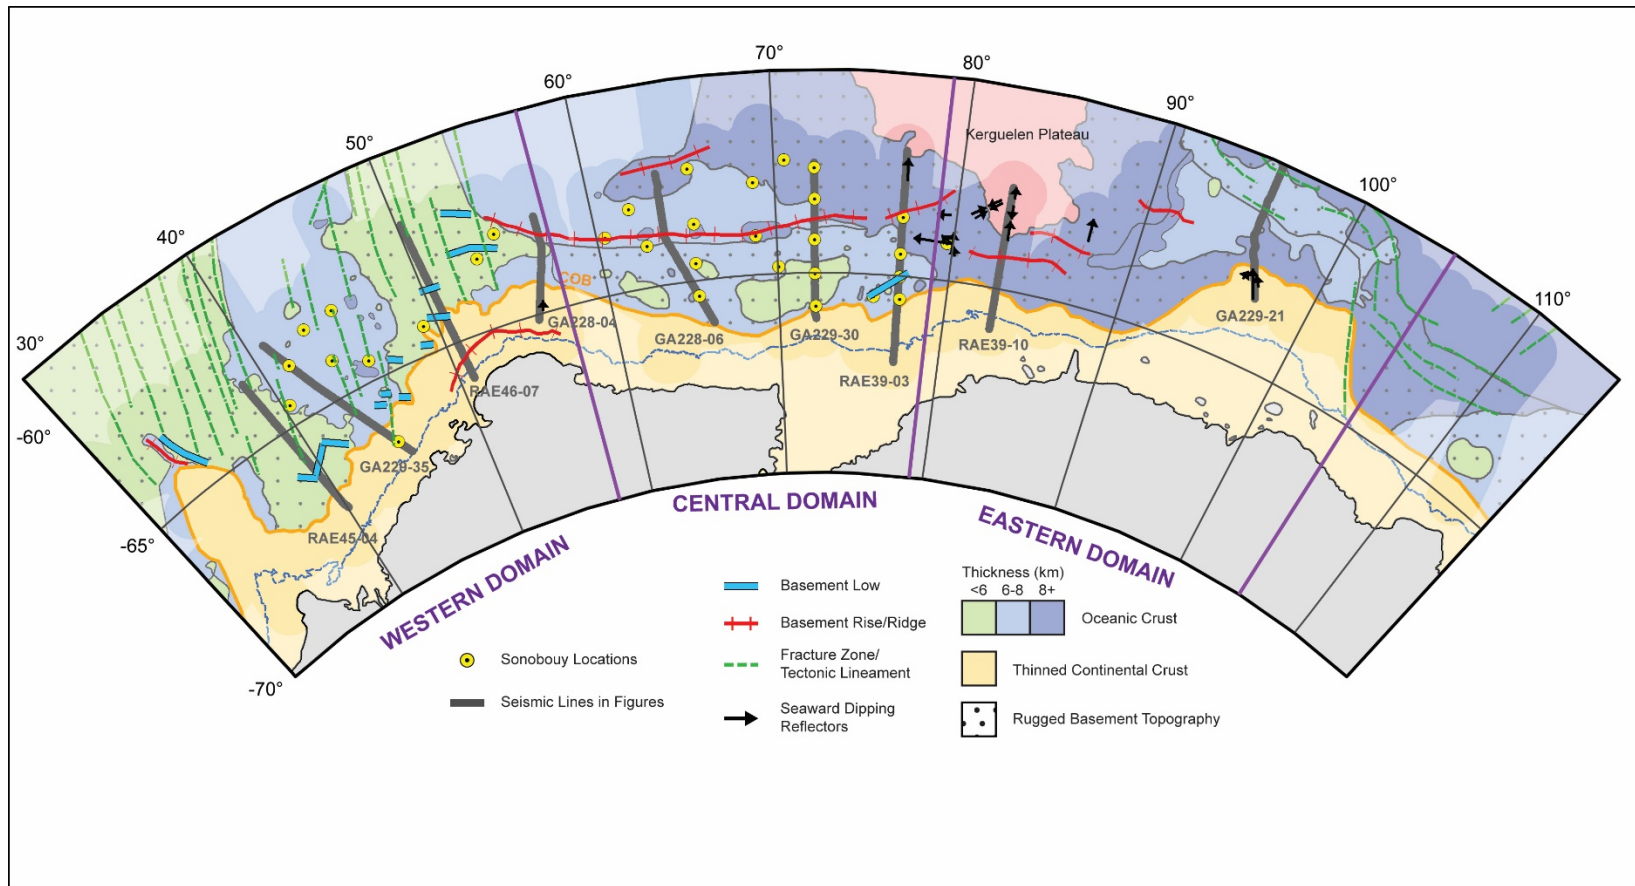 70°
60°
80°
50°
90°
40°
100°
30°
110°
-60°
-65°
-70°
Kerguelen Plateau
COB
GA228-04
GA228-06
GA229-30
RAE39-10
GA229-21
RAE39-03
RAE46-07
GA229-35
RAE45-04
WESTERN DOMAIN
CENTRAL DOMAIN
EASTERN DOMAIN
Sonobouy Locations
Seismic Lines in Figures
Basement Low
Basement Rise/Ridge
Fracture Zone/
Tectonic Lineament
Seaward Dipping
Reflectors
Thickness (km)
<6 6-8 8+
Oceanic Crust
Thinned Continental Crust
Rugged Basement Topography